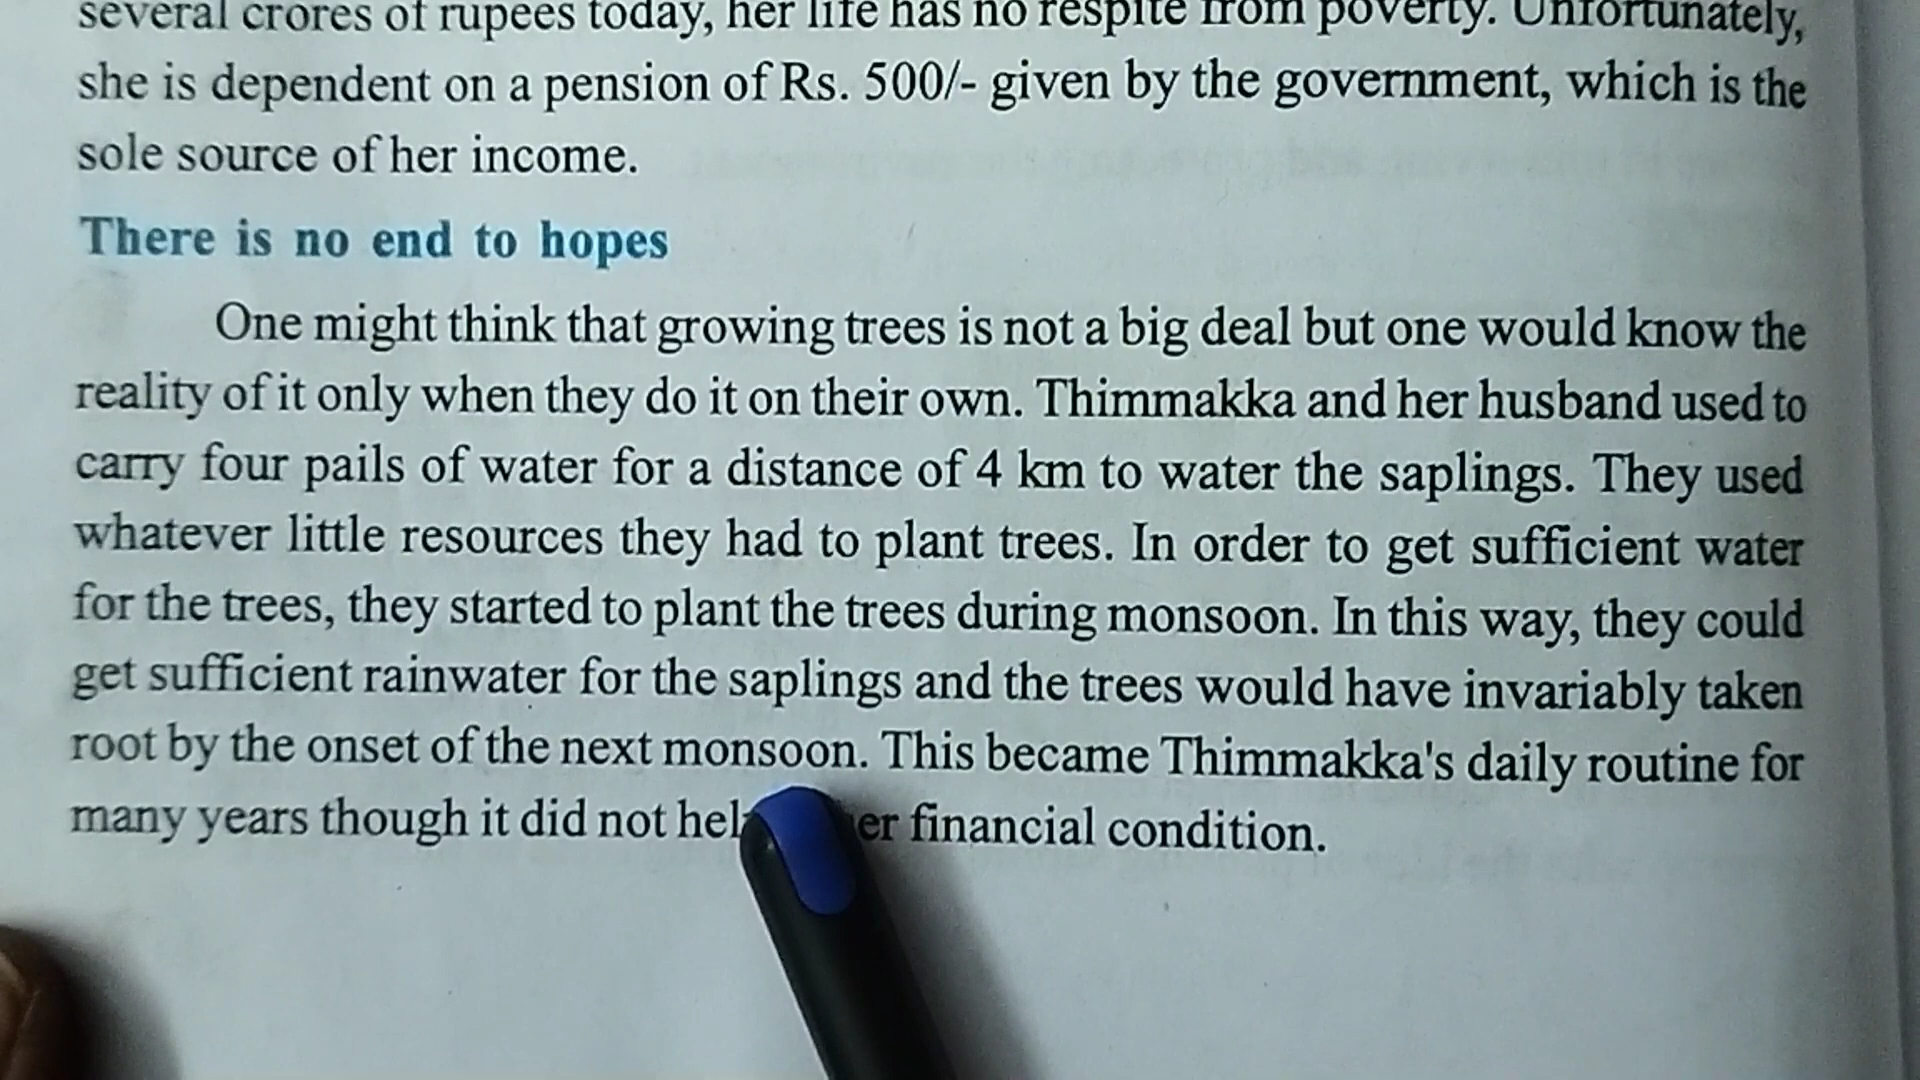 several crores of rupees today, her life has no respite from poverty. Unfortunately,
she is dependent on a pension of Rs. 500/- given by the government, which is the
sole source of her income.
There is no end to hopes
One might think that growing trees is not a big deal but one would know the
reality of it only when they do it on their own. Thimmakka and her husband used to
carry four pails of water for a distance of 4 km to water the saplings. They used
whatever little resources they had to plant trees. In order to get sufficient water
for the trees, they started to plant the trees during monsoon. In this way, they could
get sufficient rainwater for the saplings and the trees would have invariably taken
root by the onset of the next monsoon. This became Thimmakka's daily routine for
many years though it did not financial condition.